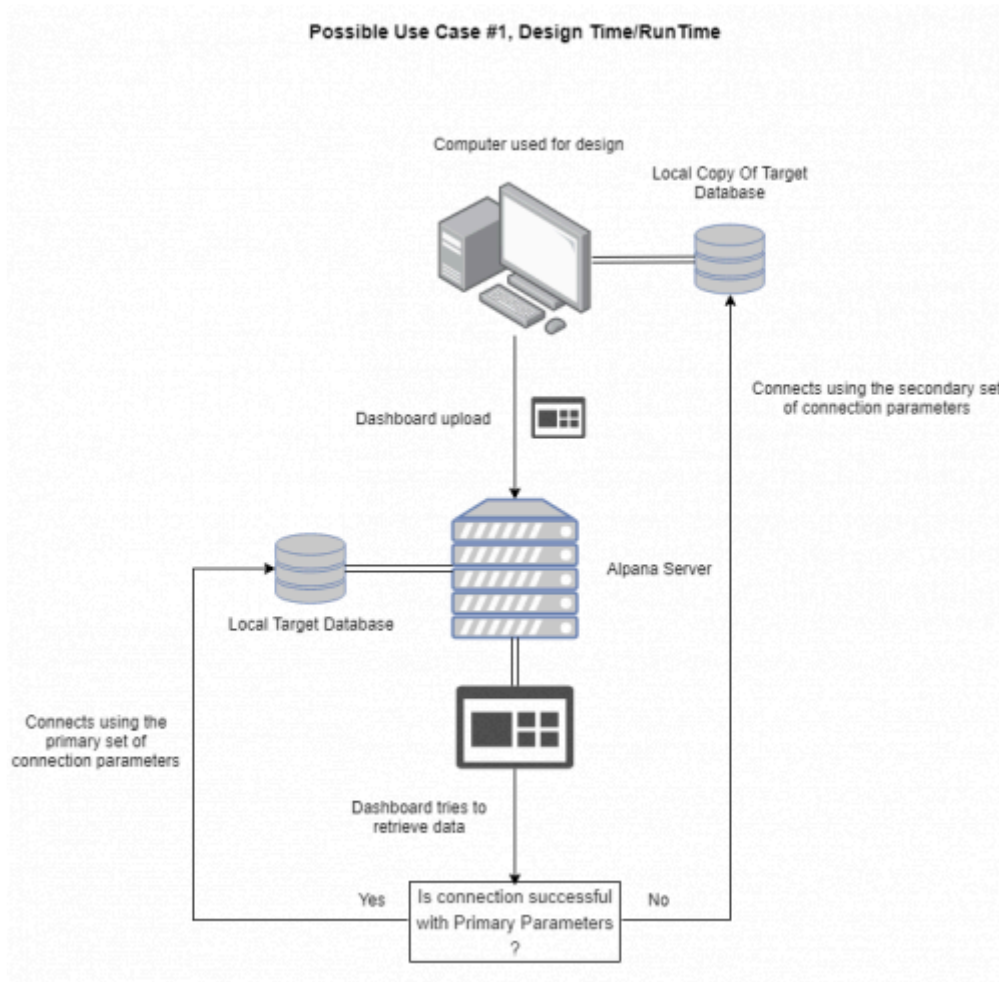 Possible Use Case #1, Design Time/RunTime
Computer used for design
Local Copy Of Target
Database
Connects using the secondary set
of connection parameters
Dashboard upload
Alpana Server
Local Target Database
Connects using the
primary set of
connection parameters
Dashboard tries to
retrieve data
Yes
Is connection successful
with Primary Parameters
?
No